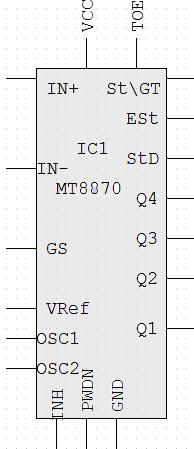 VCC TOE
IN+ St\GT
ESt
IC1
IN- StD
MT8870
Q4
Q3
GS
Q2
VRef
Q1
OSC1
OSC2
INH PWDN GND